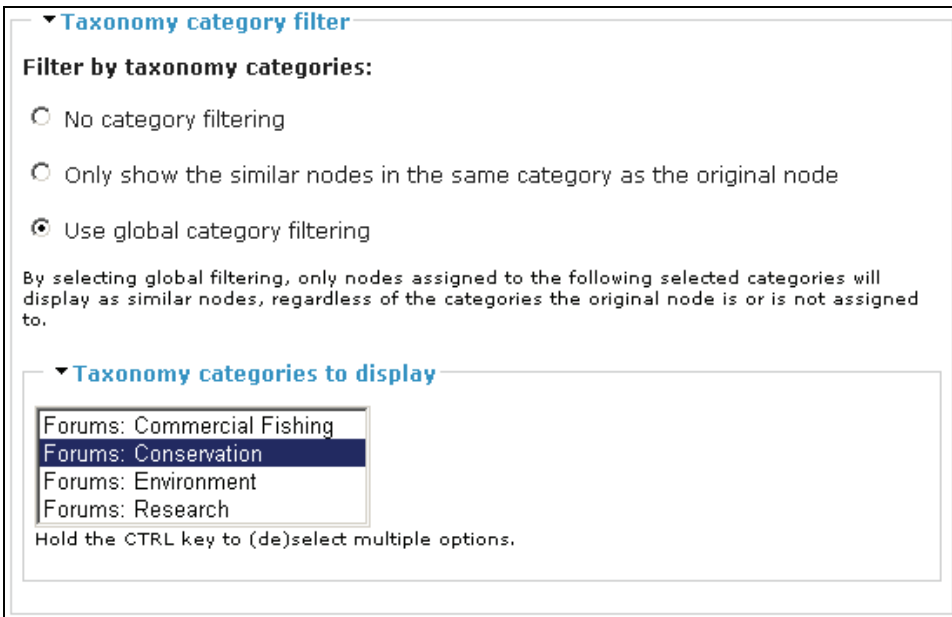 Taxonomy category filter
Filter by taxonomy categories:
No category filtering
Only show the similar nodes in the same category as the original node
Use global category filtering
By selecting global filtering, only nodes assigned to the following selected categories will
display as similar nodes, regardless of the categories the original node is or is not assigned
to.
Taxonomy categories to display
Forums: Commercial Fishing
Forums: Conservation
Forums: Environment
Forums: Research
Hold the CTRL key to (de)select multiple options.